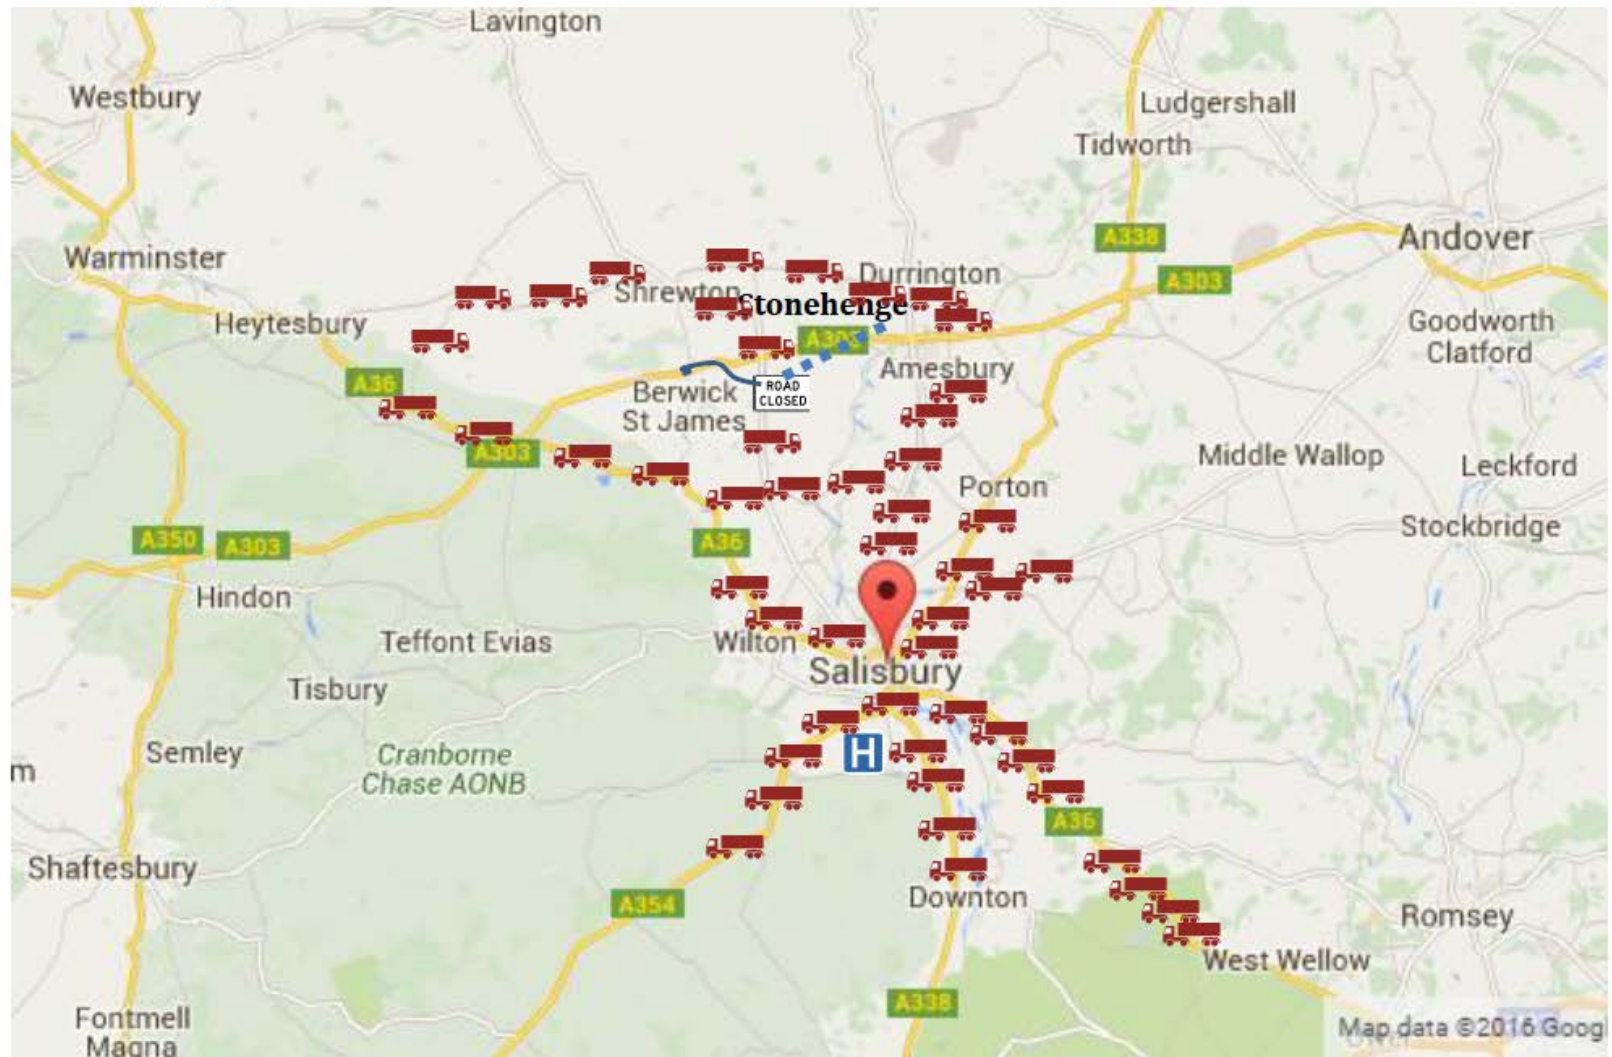 Lavington
Westbury
Ludgershall
Tidworth
Andover
Warminster
A338
A303
Durrington
Shrewton
Stonehenge
Heytesbury
Goodworth
Clatford
A36
Amesbury
Berwick
St James
ROAD
CLOSED
A303
Middle Wallop
Leckford
Porton
Stockbridge
A350
A303
A36
Hindon
Teffont Evias
Wilton
Salisbury
Tisbury
Semley
Cranborne
Chase AONB
H
m
A36
Shaftesbury
A354
Downton
Romsey
West Wellow
A338
Fontmell
Magna
Map data ©2016 Googl